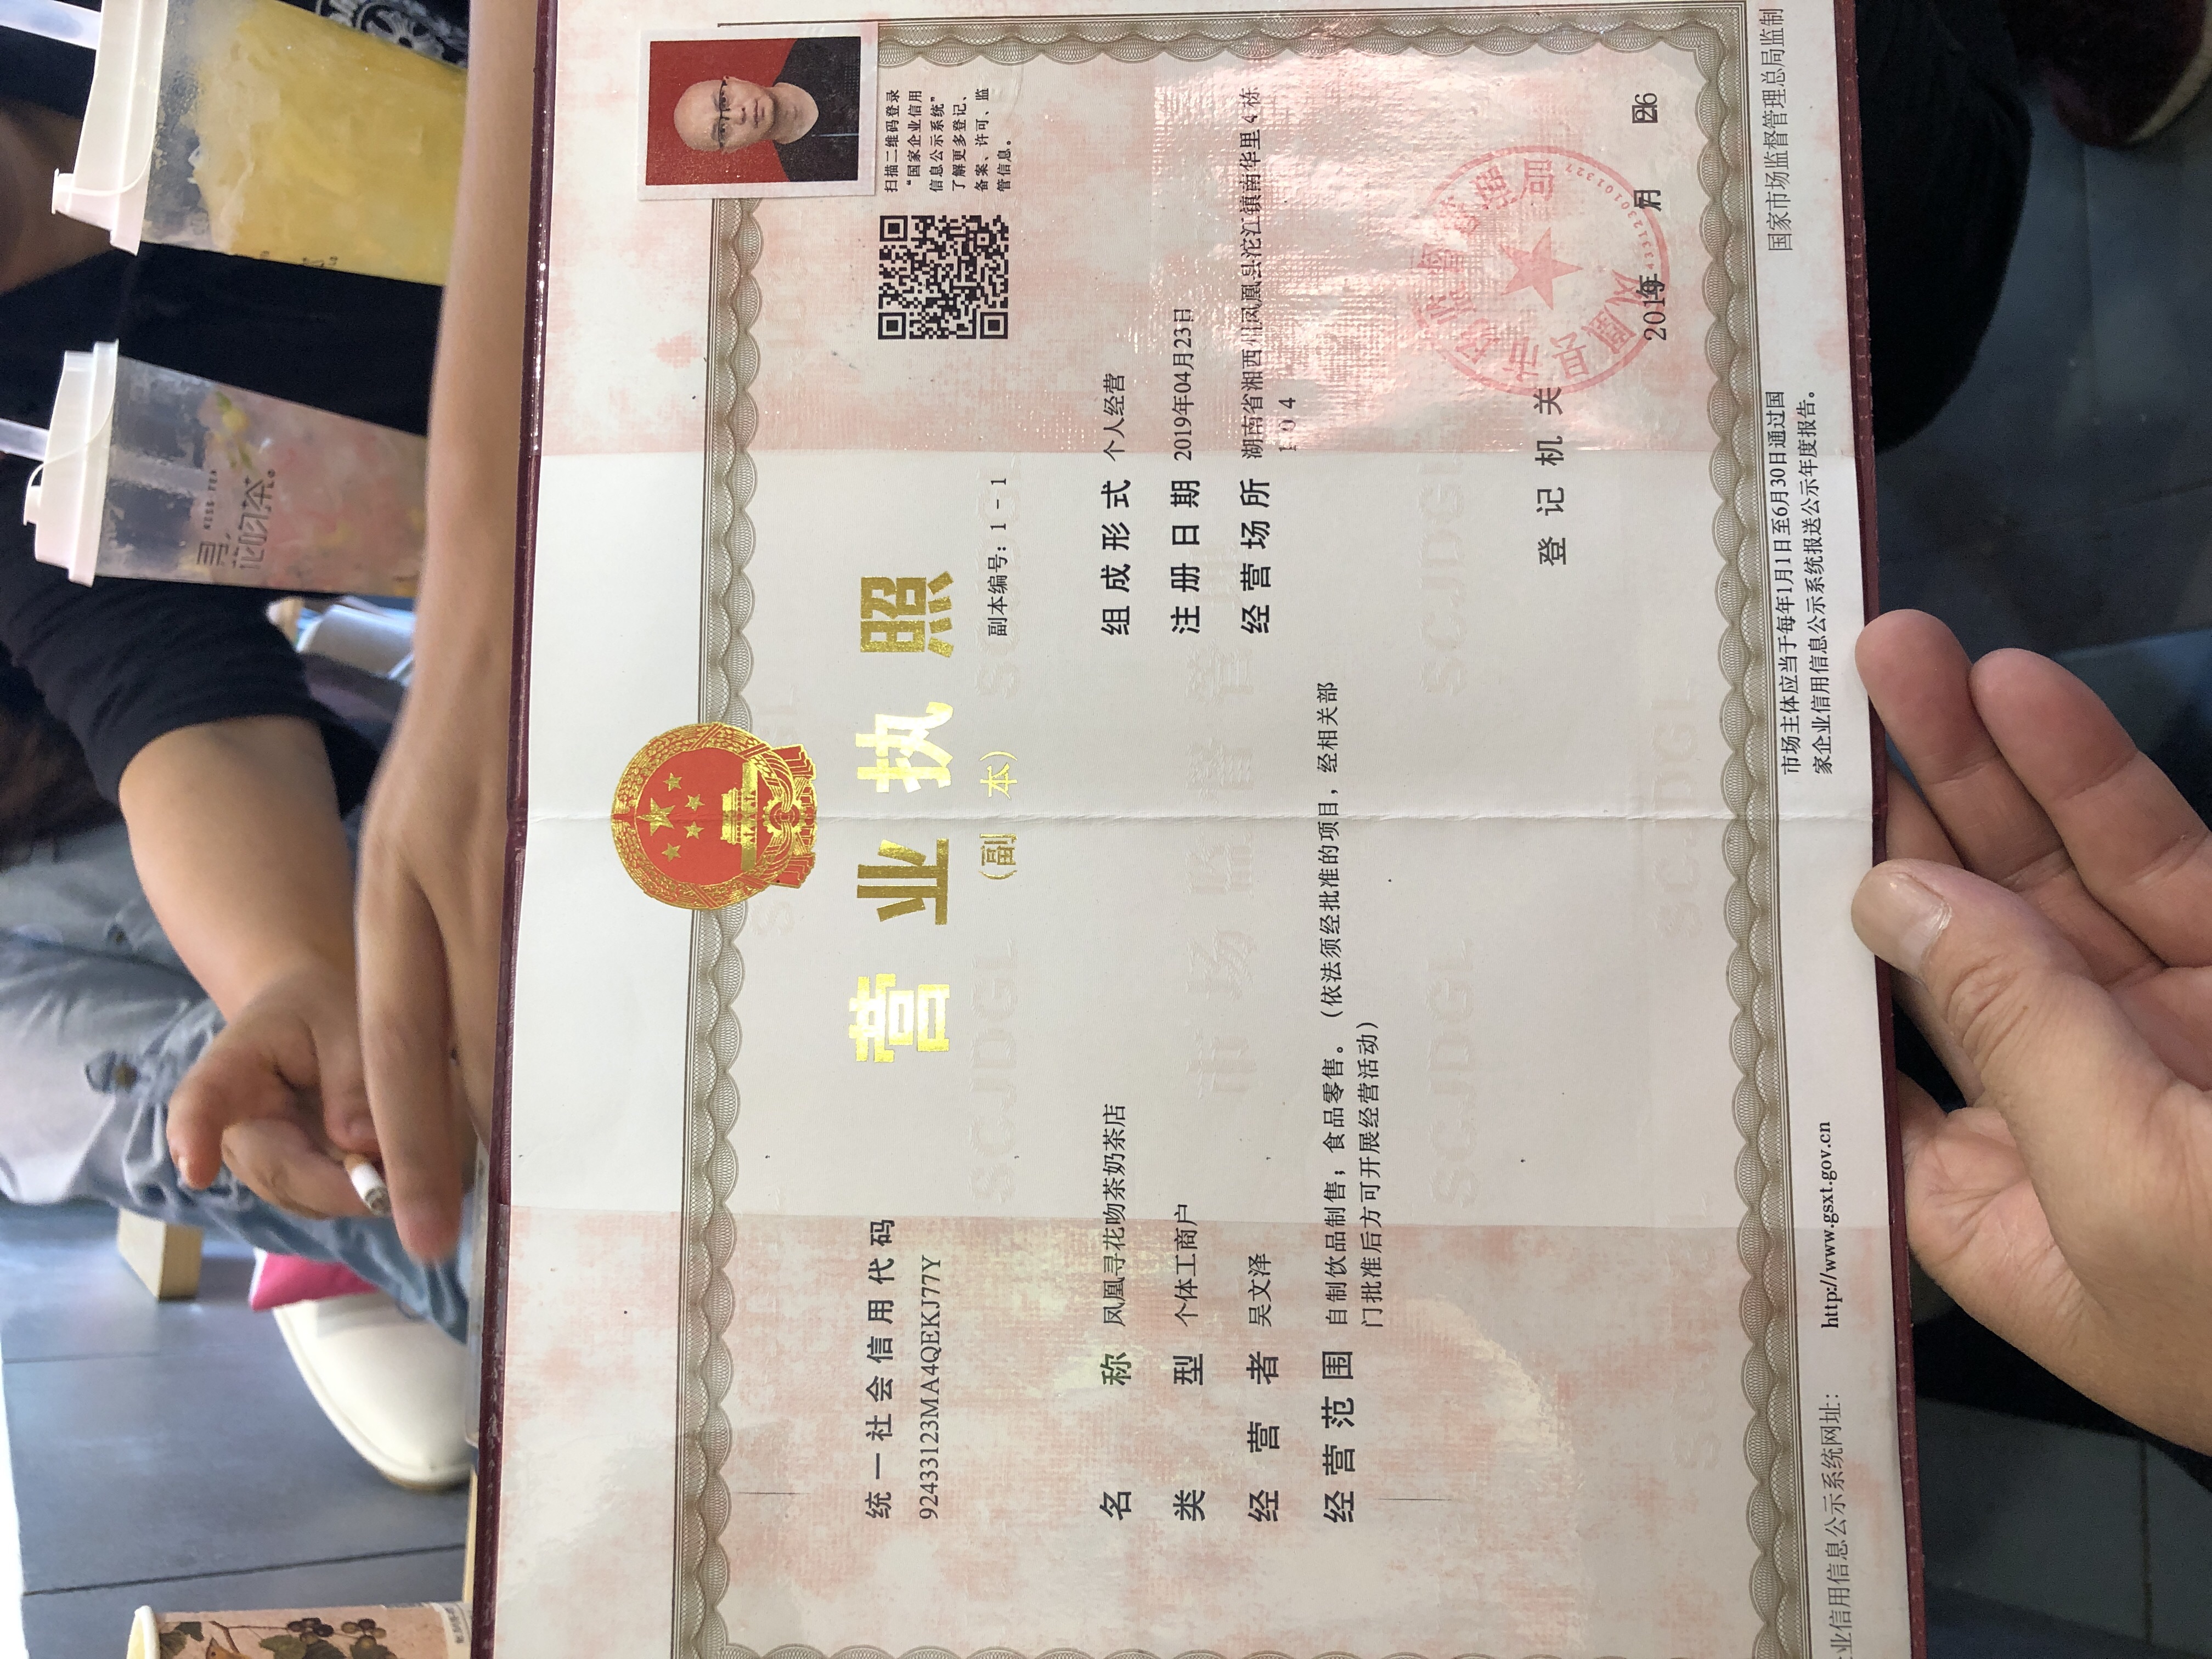 KISS TEA
寻,
花吻茶。
营业执照
(副 本)
副本编号：1 - 1
统一社会信用代码
92433123MA4QEKJ77Y
扫描二维码登录
“国家企业信用
信息公示系统”
了解更多登记、
备案、许可、监
管信息。
名 称 凤凰寻花吻茶奶茶店
类 型 个体工商户
经 营 者 吴文泽
经营范围 自制饮品制售；食品零售。（依法须经批准的项目，经相关部
门批准后方可开展经营活动）
组成形式 个人经营
注册日期 2019年04月23日
经营场所 湖南省湘西州凤凰县沱江镇南华里4栋
104
SCJDGL
SCJDGL
市场监督管理
SCJDGL
SCJDGL
SCJDGL
SCJDGL
登记机关
凤凰县市场监督管理局
4331230101327
2019年 月 26日
企业信用信息公示系统网址：
http://www.gsxt.gov.cn
市场主体应当于每年1月1日至6月30日通过国
家企业信用信息公示系统报送公示年度报告。
国家市场监督管理总局监制